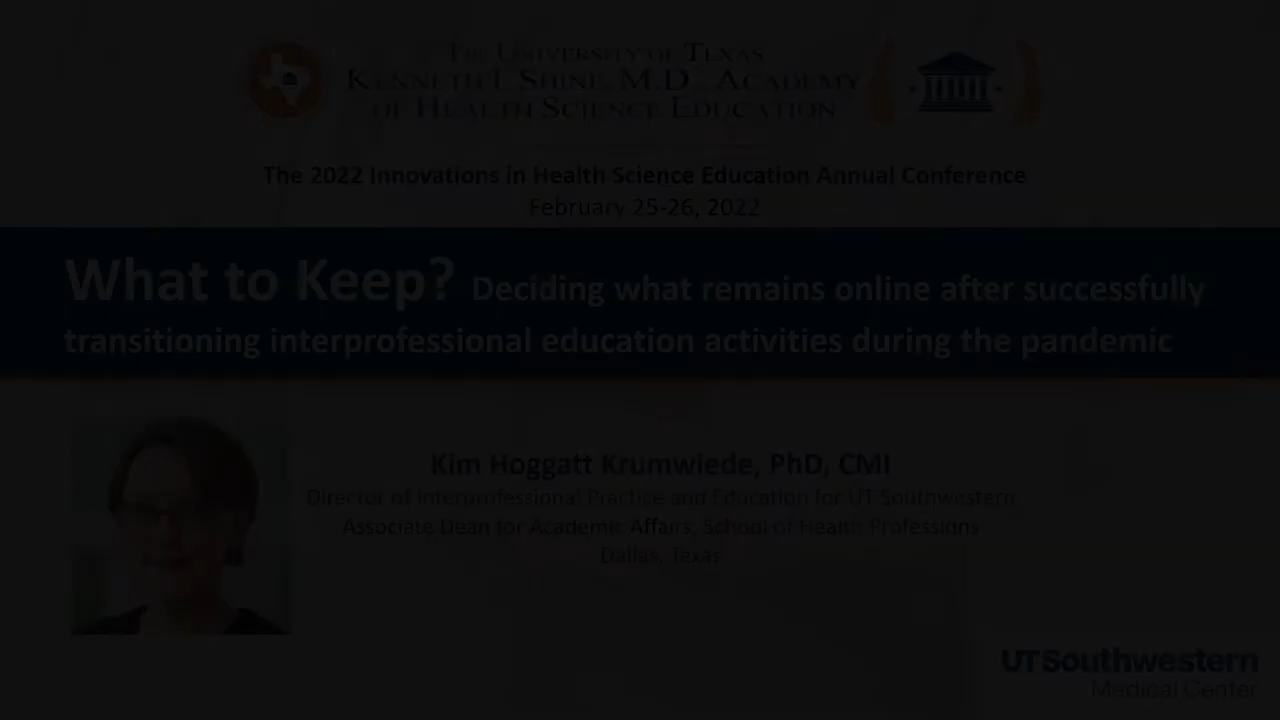 The University of Texas
Kenneth I. Shine, M.D., Academy
of Health Science Education
The 2022 Innovations in Health Science Education Annual Conference
February 25-26, 2022
What to Keep? Deciding what remains online after successfully
transitioning interprofessional education activities during the pandemic
Kim Hoggatt Krumwiede, PhD, CMI
Director of Interprofessional Practice and Education for UT Southwestern
Associate Dean for Academic Affairs, School of Health Professions
Dallas, Texas
UT Southwestern
Medical Center